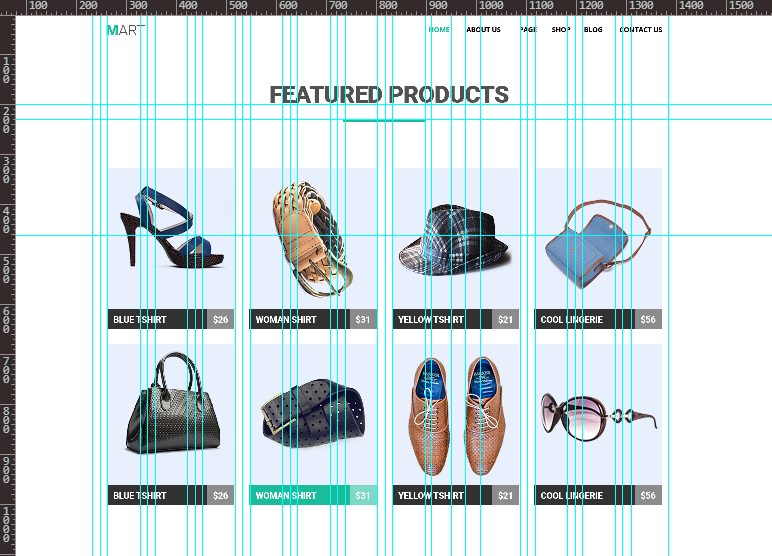 100 200 300 400 500 600 700 800 900 1000 1100 1200 1300 1400 1500
MART HOME ABOUT US PAGE SHOP BLOG CONTACT US
100
FEATURED PRODUCTS
200
300
400
500
600
BLUE TSHIRT $26 WOMAN SHIRT $31 YELLOW TSHIRT $21 COOL LINGERIE $56
700
800
900
BLUE TSHIRT $26 WOMAN SHIRT $31 YELLOW TSHIRT $21 COOL LINGERIE $56
1000